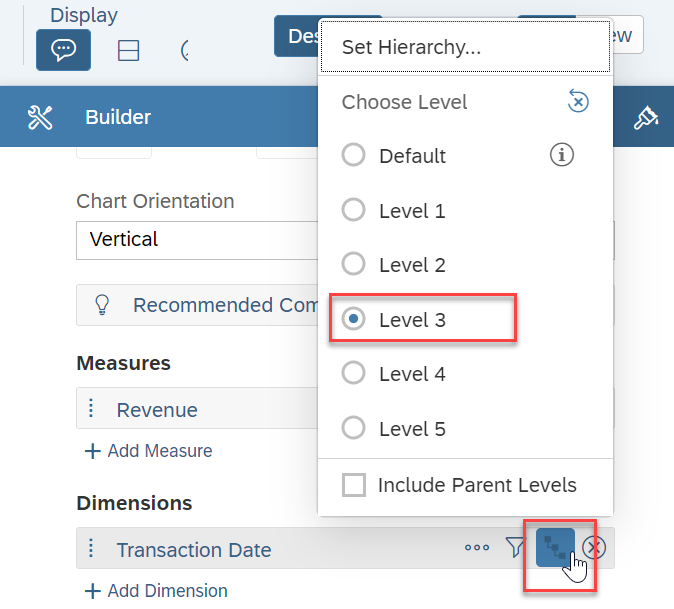 Display
Des
ew
Set Hierarchy...
Builder
Choose Level
Default
Level 1
Level 2
Level 3
Level 4
Level 5
Include Parent Levels
Chart Orientation
Vertical
Recommended Com
Measures
Revenue
+ Add Measure
Dimensions
Transaction Date
+ Add Dimension